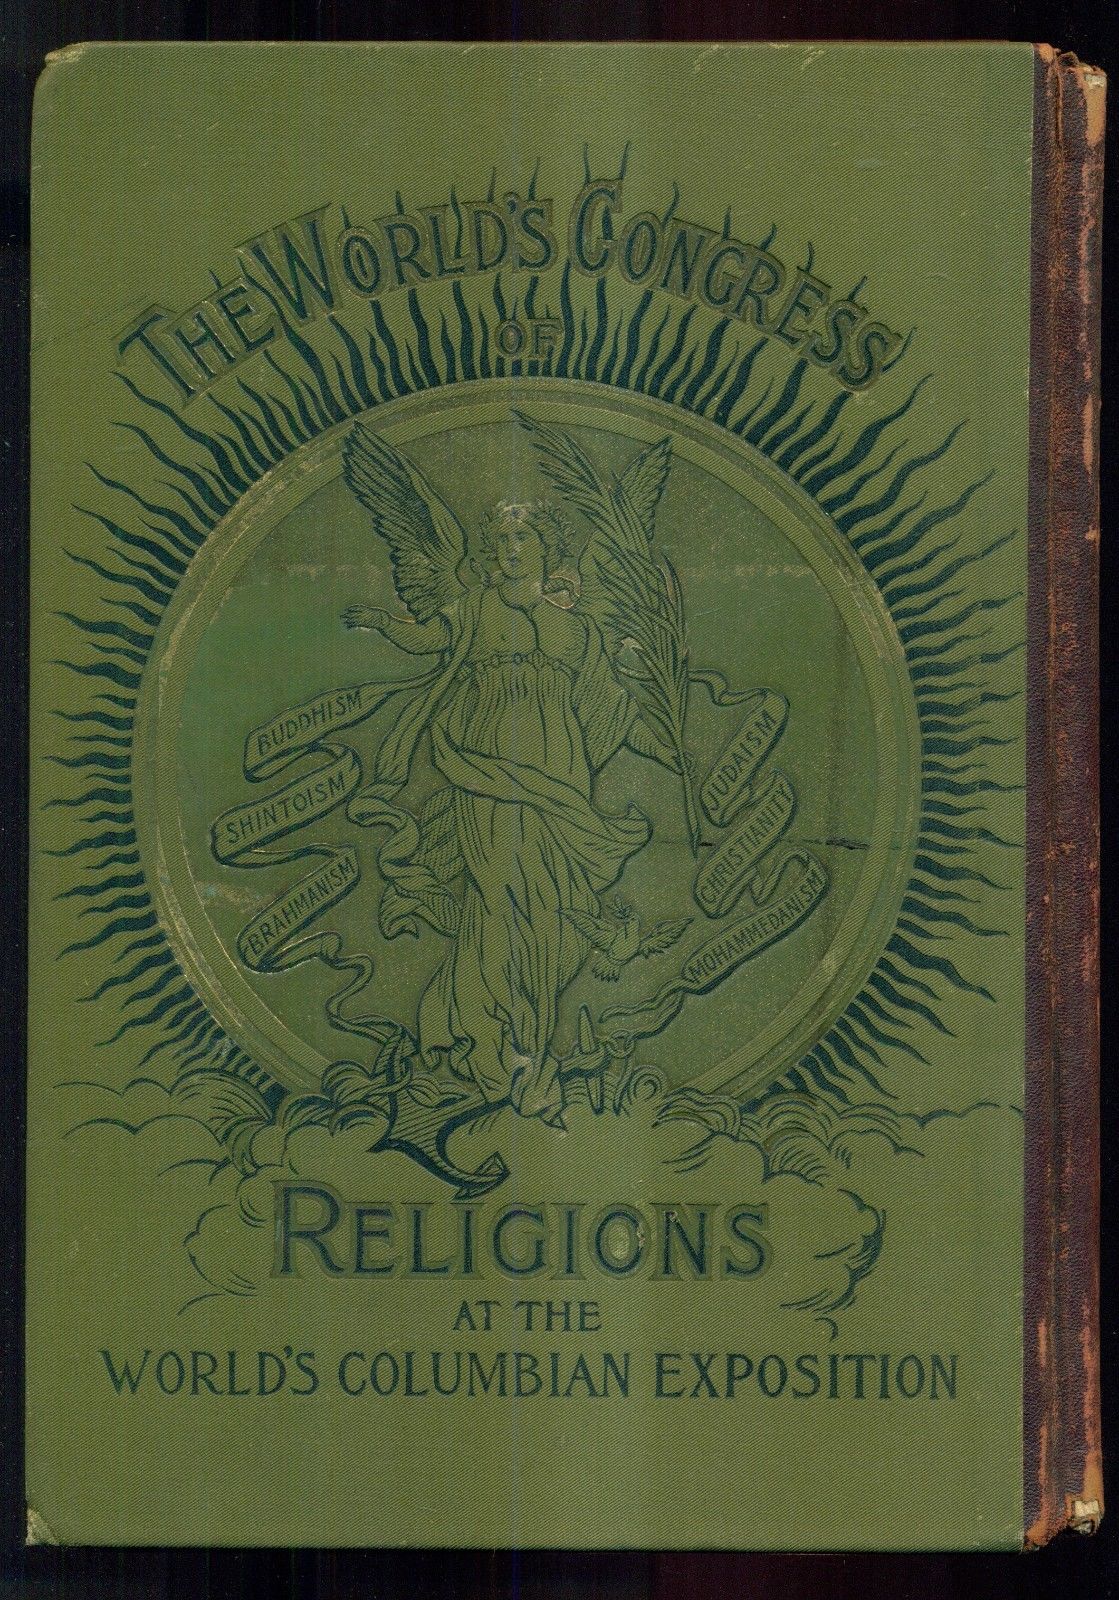 THE WORLD'S CONGRESS
OF
BUDDHISM
SHINTOISM
BRAHMANISM
JUDAISM
CHRISTIANITY
MOHAMMEDANISM
RELIGIONS
AT THE
WORLD'S COLUMBIAN EXPOSITION